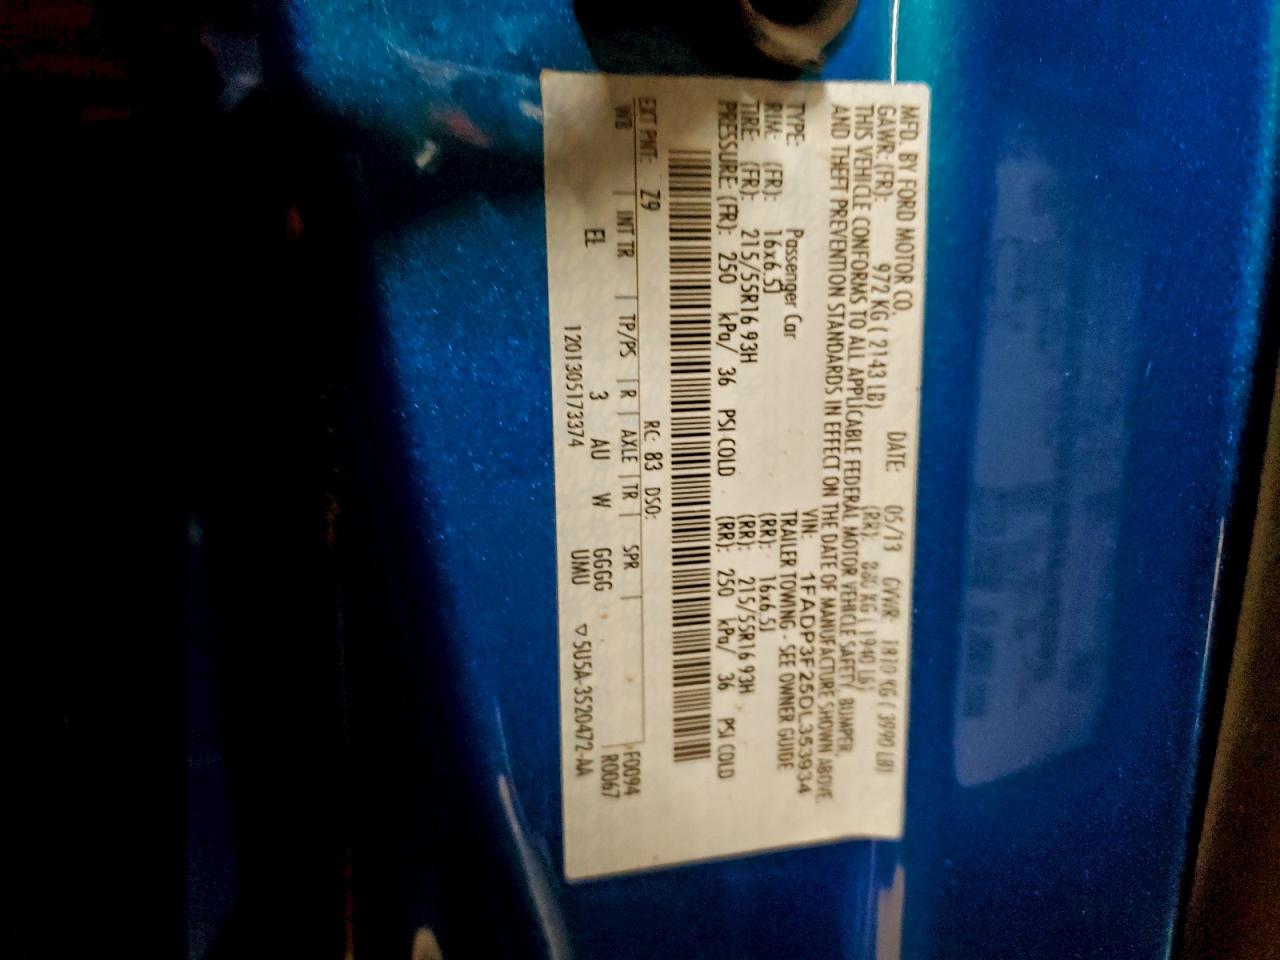 MFD. BY FORD MOTOR CO. DATE: 05/13 GVWR: 1810 KG ( 3990 LB)
GAWR: (FR): 972 KG ( 2143 LB) (RR): 880 KG ( 1940 LB)
THIS VEHICLE CONFORMS TO ALL APPLICABLE FEDERAL MOTOR VEHICLE SAFETY, BUMPER,
AND THEFT PREVENTION STANDARDS IN EFFECT ON THE DATE OF MANUFACTURE SHOWN ABOVE.
VIN: 1FADP3F25DL353934
TYPE: Passenger Car TRAILER TOWING - SEE OWNER GUIDE
RIM: (FR): 16x6.5J (RR): 16x6.5J
TIRE: (FR): 215/55R16 93H (RR): 215/55R16 93H
PRESSURE: (FR): 250 kPa/ 36 PSI COLD (RR): 250 kPa/ 36 PSI COLD
EXT PNT: Z9 RC: 83 DSO: F0094
WB | INT TR | TP/PS | R | AXLE | TR | SPR | R0067
EL 3 AU W GGGG
1201305173374 UMU ▽5U5A-3520472-AA